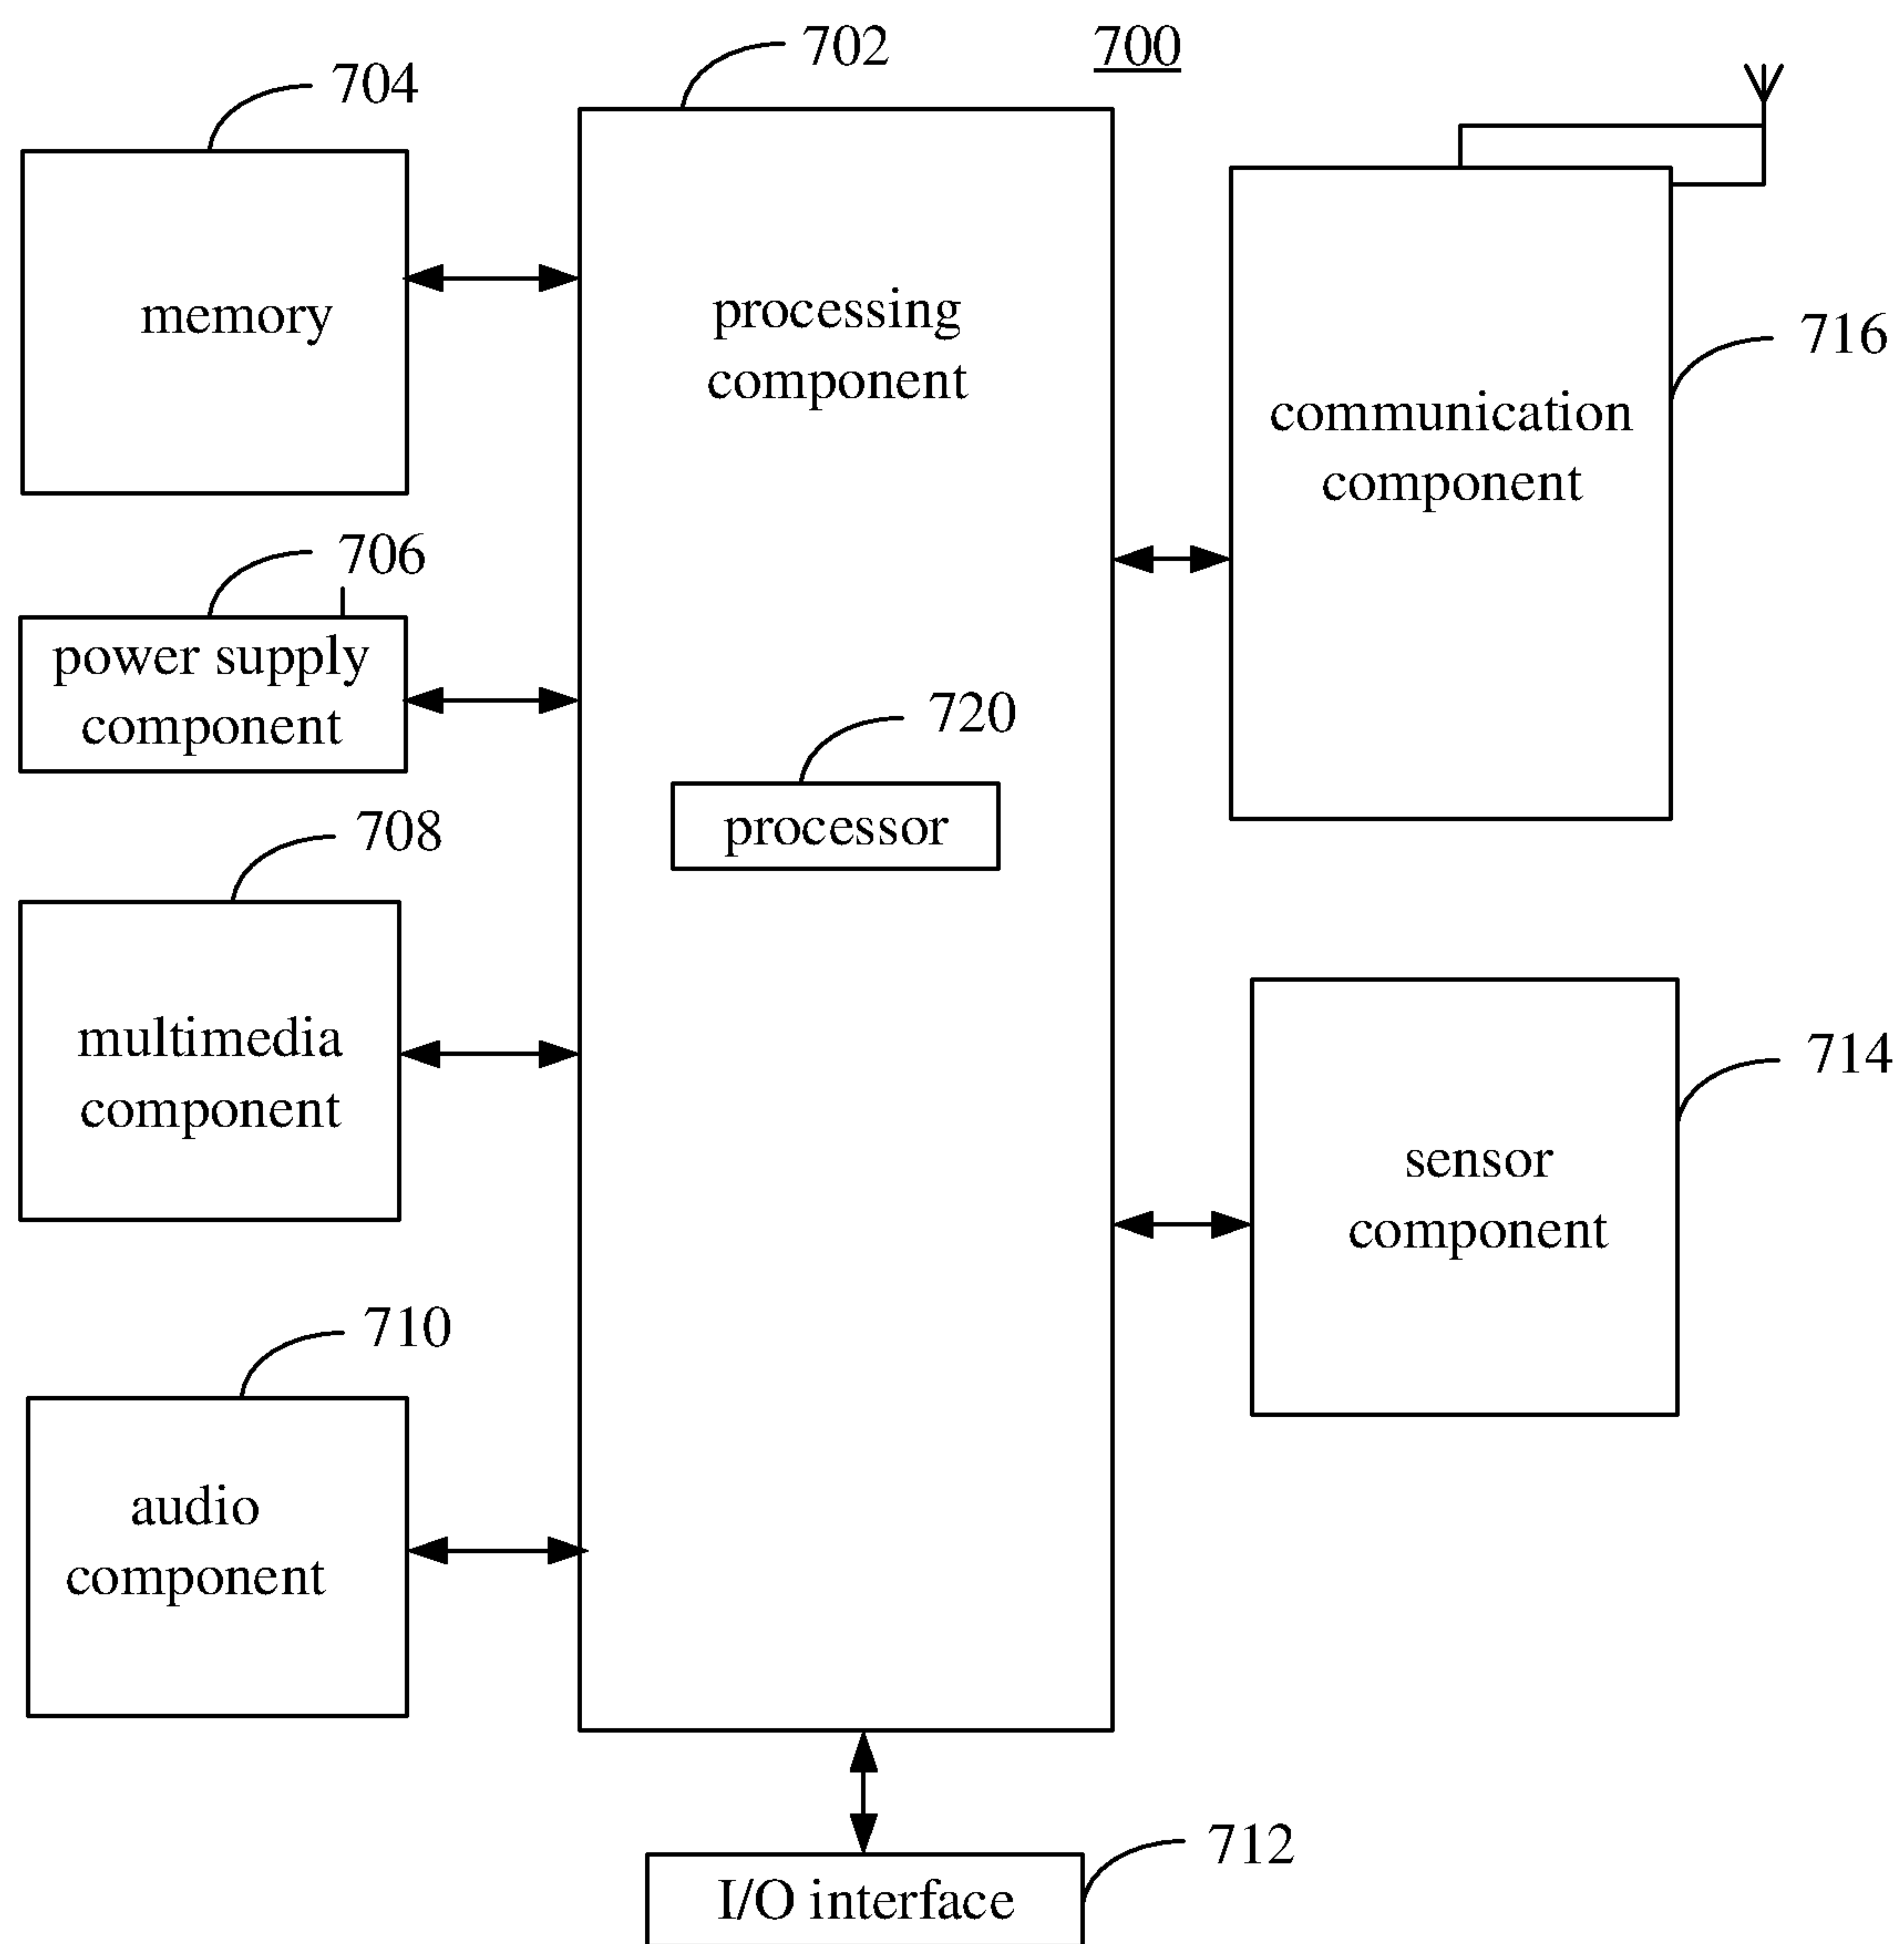 702
700
704
memory
processing
component
716
communication
component
706
power supply
component
720
processor
708
multimedia
component
714
sensor
component
710
audio
component
712
I/O interface